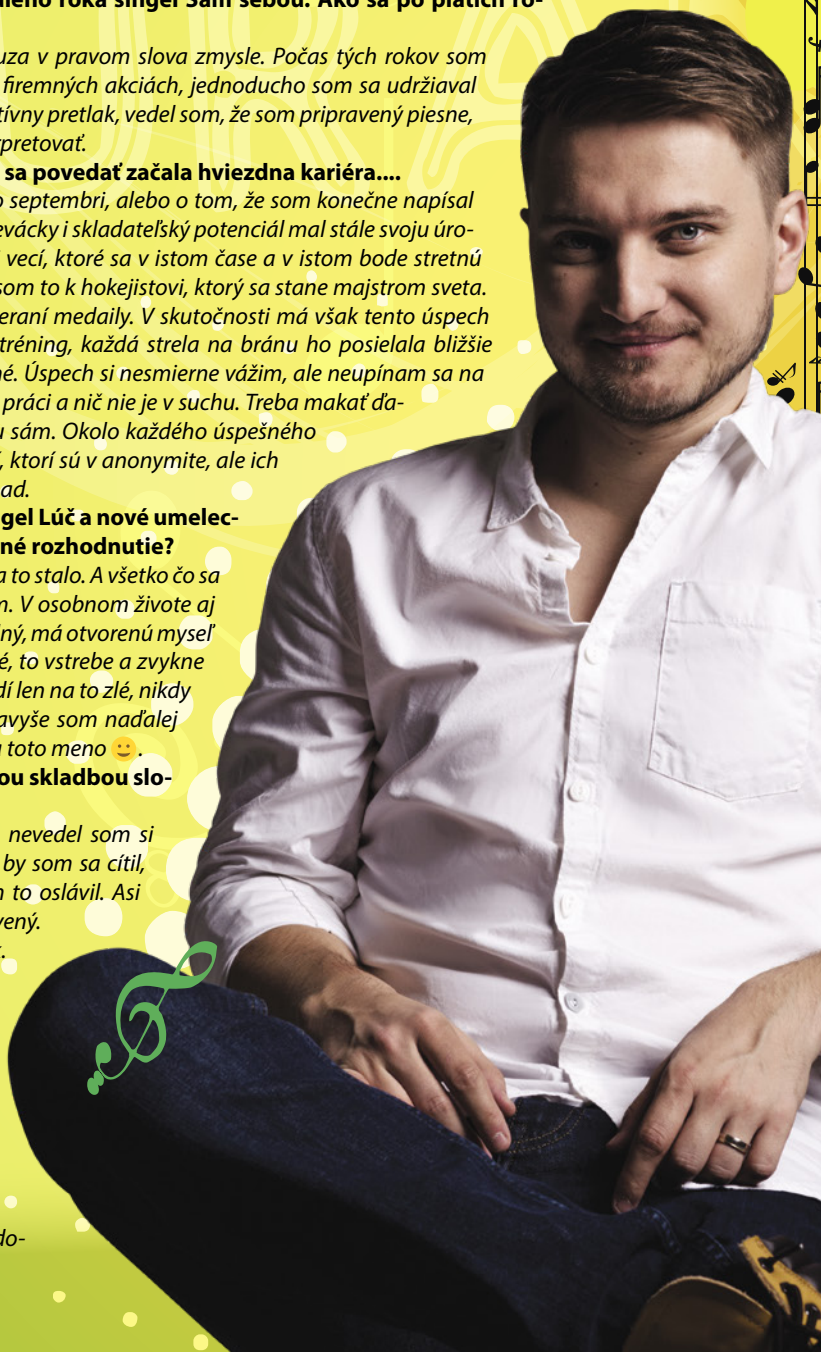 singel Sám sebou. Ako sa po piatich ro-
uza v pravom slova zmysle. Počas tých rokov som
firemných akciách, jednoducho som sa udržiaval
tívny pretlak, vedel som, že som pripravený piesne,
pretovať.
sa povedať začala hviezdna kariéra....
o septembri, alebo o tom, že som konečne napísal
evácky i skladateľský potenciál mal stále svoju úro-
vecí, ktoré sa v istom čase a v istom bode stretnú
som to k hokejistovi, ktorý sa stane majstrom sveta.
eraní medaily. V skutočnosti má však tento úspech
tréning, každá strela na bránu ho posielala bližšie
né. Úspech si nesmierne vážim, ale neupínam sa na
práci a nič nie je v suchu. Treba makať ďa-
u sám. Okolo každého úspešného
, ktorí sú v anonymite, ale ich
ad.
gel Lúč a nové umelec-
né rozhodnutie?
a to stalo. A všetko čo sa
m. V osobnom živote aj
lný, má otvorenú myseľ
é, to vstrebe a zvykne
dí len na to zlé, nikdy
avyše som naďalej
toto meno 🙂.
ou skladbou slo-
nevedel som si
by som sa cítil,
to oslávil. Asi
vený.
do-